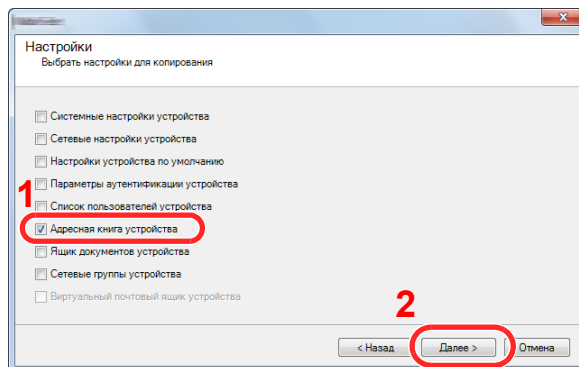 Настройки
Выбрать настройки для копирования
Системные настройки устройства
Сетевые настройки устройства
Настройки устройства по умолчанию
Параметры аутентификации устройства
1
Список пользователей устройства
Адресная книга устройства
Ящик документов устройства
Сетевые группы устройства
Виртуальный почтовый ящик устройства
2
< Назад
Далее >
Отмена